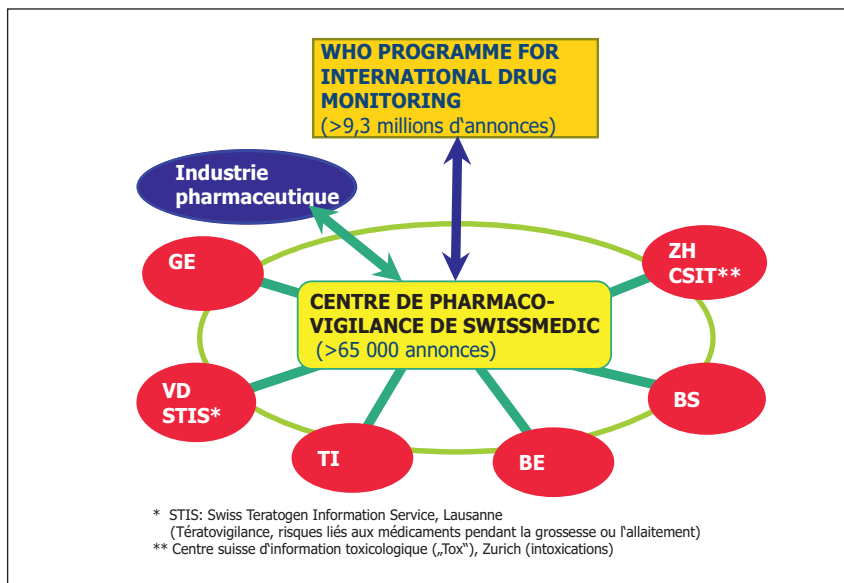 WHO PROGRAMME FOR
INTERNATIONAL DRUG
MONITORING
(>9,3 millions d'annonces)
Industrie
pharmaceutique
GE
ZH
CSIT**
CENTRE DE PHARMACO-
VIGILANCE DE SWISSMEDIC
(>65 000 annonces)
VD
STIS*
BS
TI
BE
* STIS: Swiss Teratogen Information Service, Lausanne
(Tératovigilance, risques liés aux médicaments pendant la grossesse ou l'allaitement)
** Centre suisse d'information toxicologique („Tox“), Zurich (intoxications)